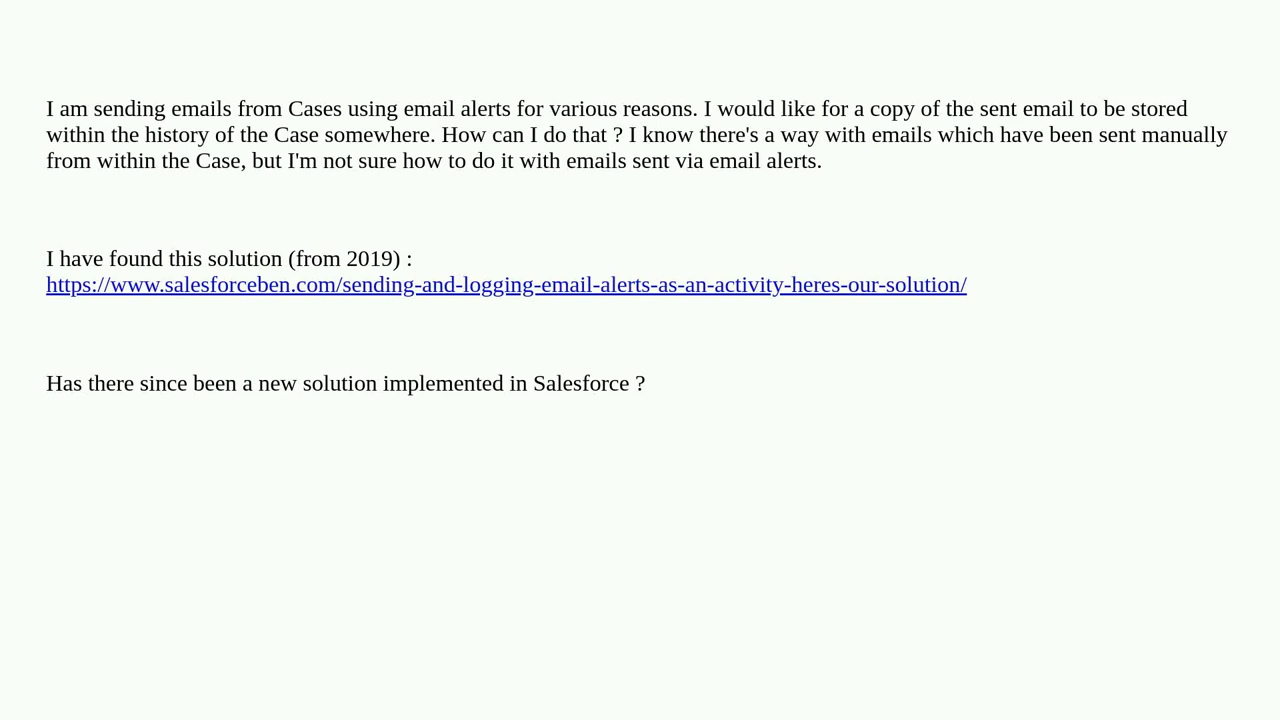 I am sending emails from Cases using email alerts for various reasons. I would like for a copy of the sent email to be stored
within the history of the Case somewhere. How can I do that ? I know there's a way with emails which have been sent manually
from within the Case, but I'm not sure how to do it with emails sent via email alerts.
I have found this solution (from 2019) :
https://www.salesforceben.com/sending-and-logging-email-alerts-as-an-activity-heres-our-solution/
Has there since been a new solution implemented in Salesforce ?